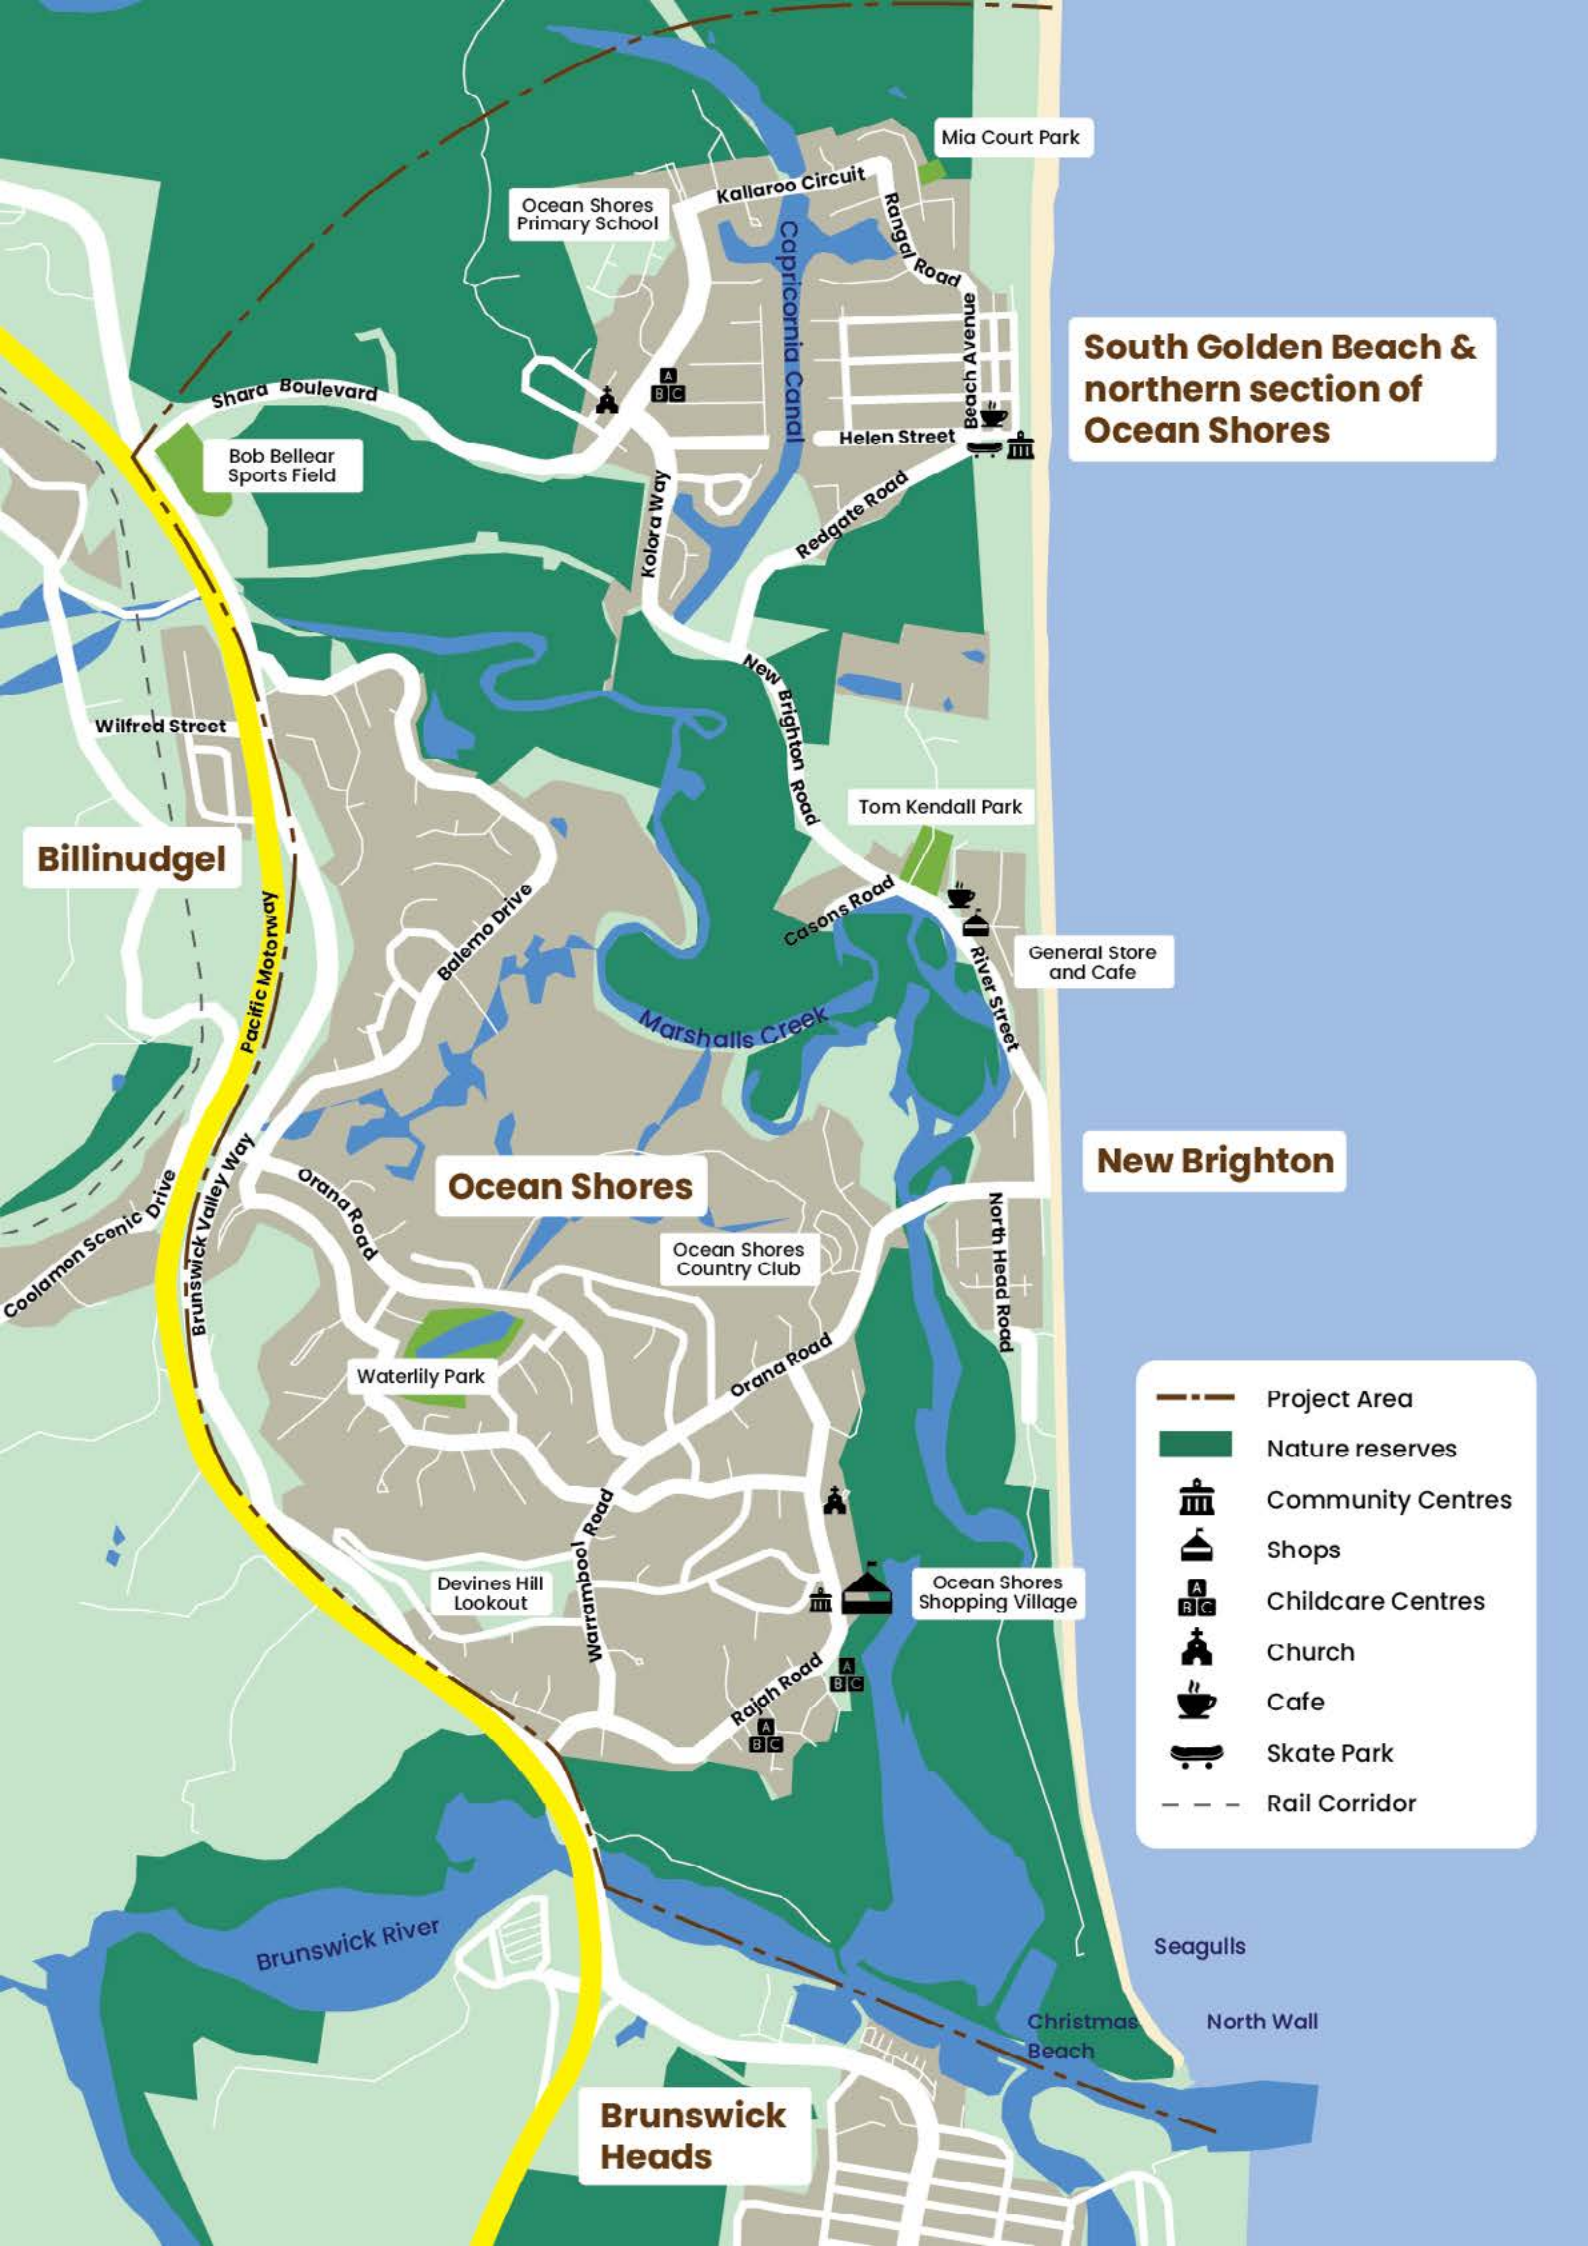 Mia Court Park
Ocean Shores
Primary School
Kallaroo Circuit
Rangal Road
Capricornia Canal
Beach Avenue
South Golden Beach &
northern section of
Ocean Shores
Shara Boulevard
A
B C
Helen Street
Bob Bellear
Sports Field
Kolora Way
Redgate Road
New Brighton Road
Wilfred Street
Tom Kendall Park
Billinudgel
Casons Road
Balemo Drive
Pacific Motorway
General Store
and Cafe
River Street
Marshalls Creek
New Brighton
Ocean Shores
Orana Road
Brunswick Valley Way
Coolamon Scenic Drive
North Head Road
Ocean Shores
Country Club
Orana Road
Waterlily Park
Project Area
Nature reserves
Community Centres
Shops
A
B C
Childcare Centres
Church
Cafe
Skate Park
Rail Corridor
Warrambool Road
Devines Hill
Lookout
Ocean Shores
Shopping Village
Rajah Road
A
B C
A
B C
Brunswick River
Seagulls
Christmas
Beach
North Wall
Brunswick
Heads